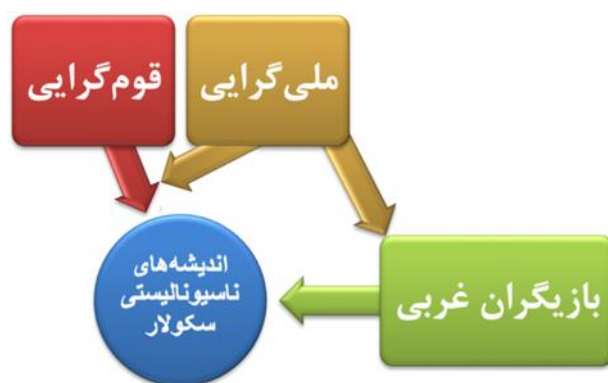 ملی‌گرایی
قوم‌گرایی
اندیشه‌های
ناسیونالیستی
سکولار
بازیگران غربی